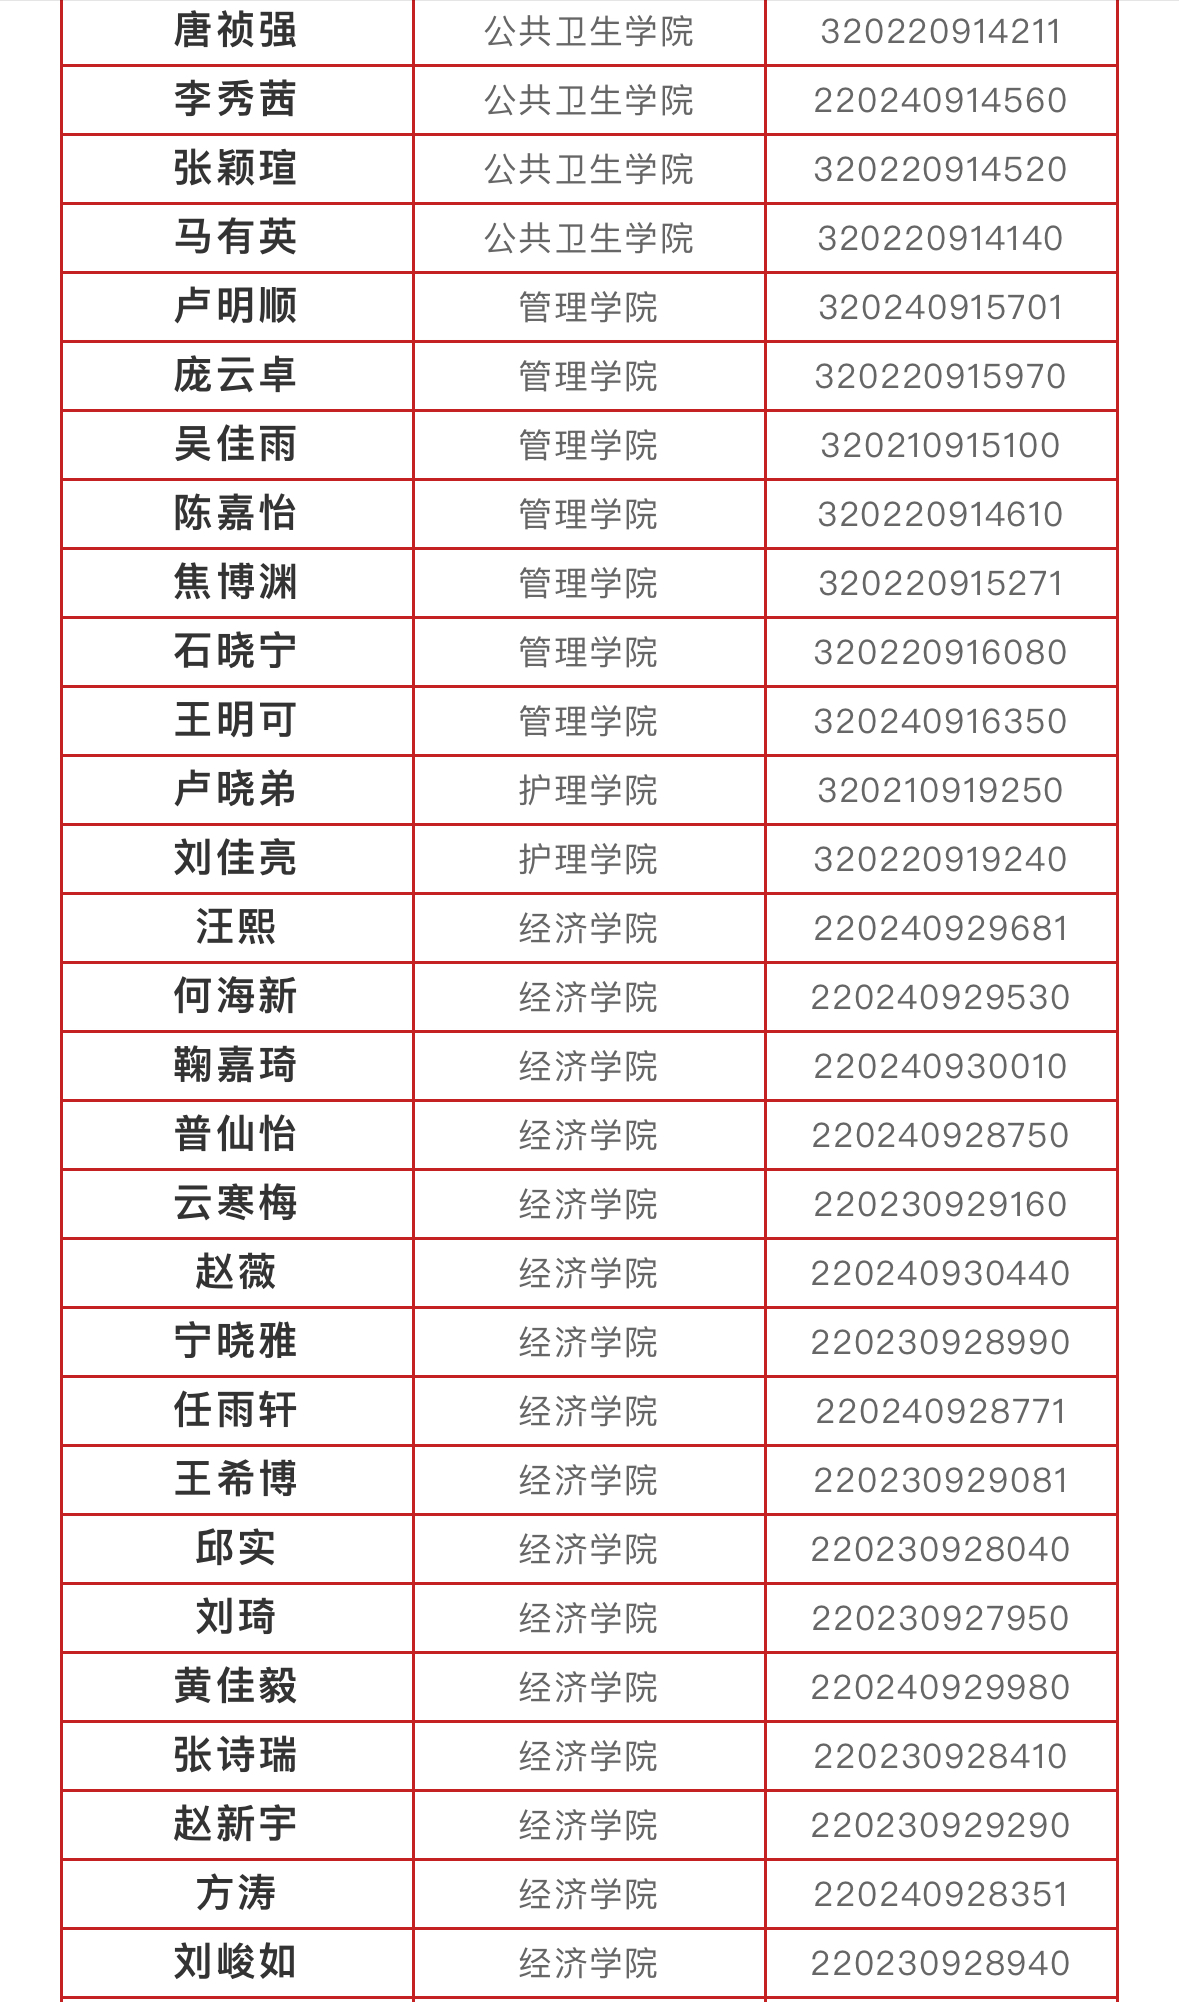 唐祯强 公共卫生学院 320220914211
李秀茜 公共卫生学院 220240914560
张颖瑄 公共卫生学院 320220914520
马有英 公共卫生学院 320220914140
卢明顺 管理学院 320240915701
庞云卓 管理学院 320220915970
吴佳雨 管理学院 320210915100
陈嘉怡 管理学院 320220914610
焦博渊 管理学院 320220915271
石晓宁 管理学院 320220916080
王明可 管理学院 320240916350
卢晓弟 护理学院 320210919250
刘佳亮 护理学院 320220919240
汪熙 经济学院 220240929681
何海新 经济学院 220240929530
鞠嘉琦 经济学院 220240930010
普仙怡 经济学院 220240928750
云寒梅 经济学院 220230929160
赵薇 经济学院 220240930440
宁晓雅 经济学院 220230928990
任雨轩 经济学院 220240928771
王希博 经济学院 220230929081
邱实 经济学院 220230928040
刘琦 经济学院 220230927950
黄佳毅 经济学院 220240929980
张诗瑞 经济学院 220230928410
赵新宇 经济学院 220230929290
方涛 经济学院 220240928351
刘峻如 经济学院 220230928940